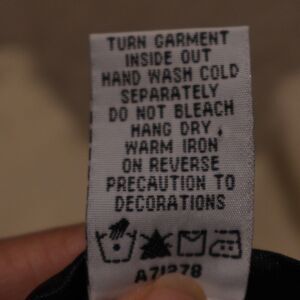 TURN GARMENT
INSIDE OUT
HAND WASH COLD
SEPARATELY
DO NOT BLEACH
HANG DRY,
WARM IRON
ON REVERSE
PRECAUTION TO
DECORATIONS
A71278